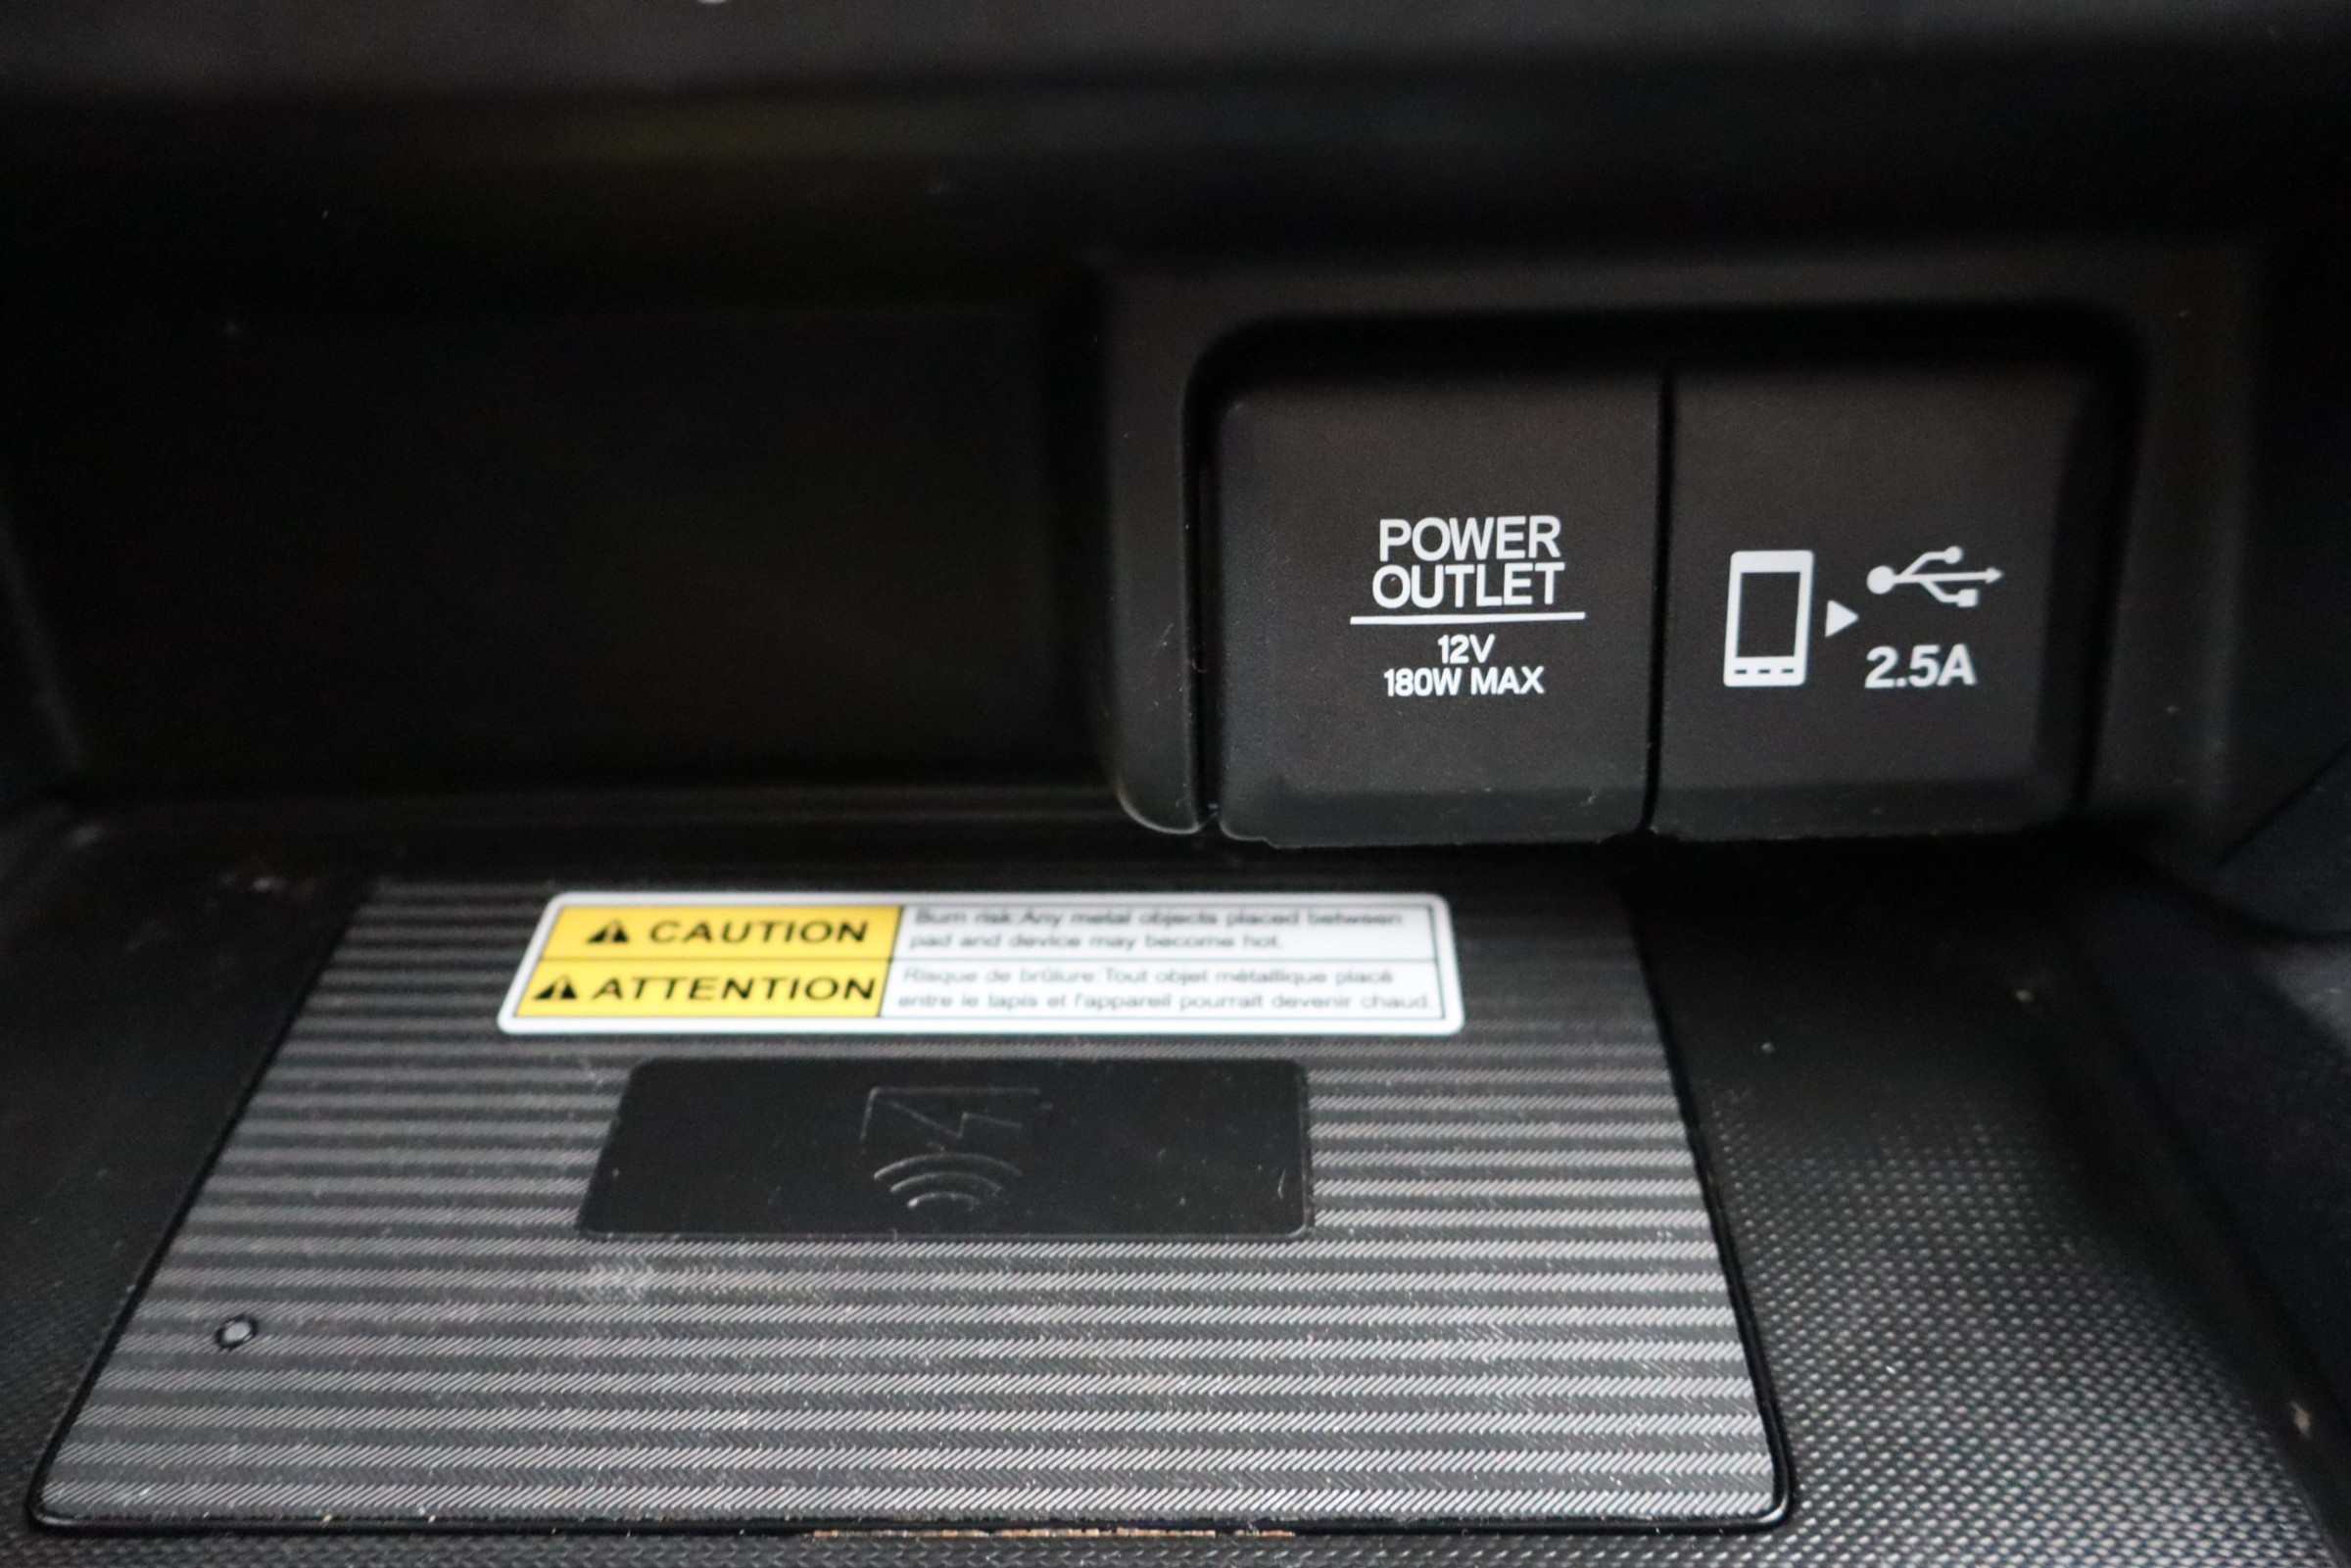 POWER
OUTLET
12V
180W MAX
2.5A
CAUTION
Burn risk.Any metal objects placed between
pad and device may become hot.
ATTENTION
Risque de brûlure:Tout objet métallique placé
entre le tapis et l'appareil pourrait devenir chaud.